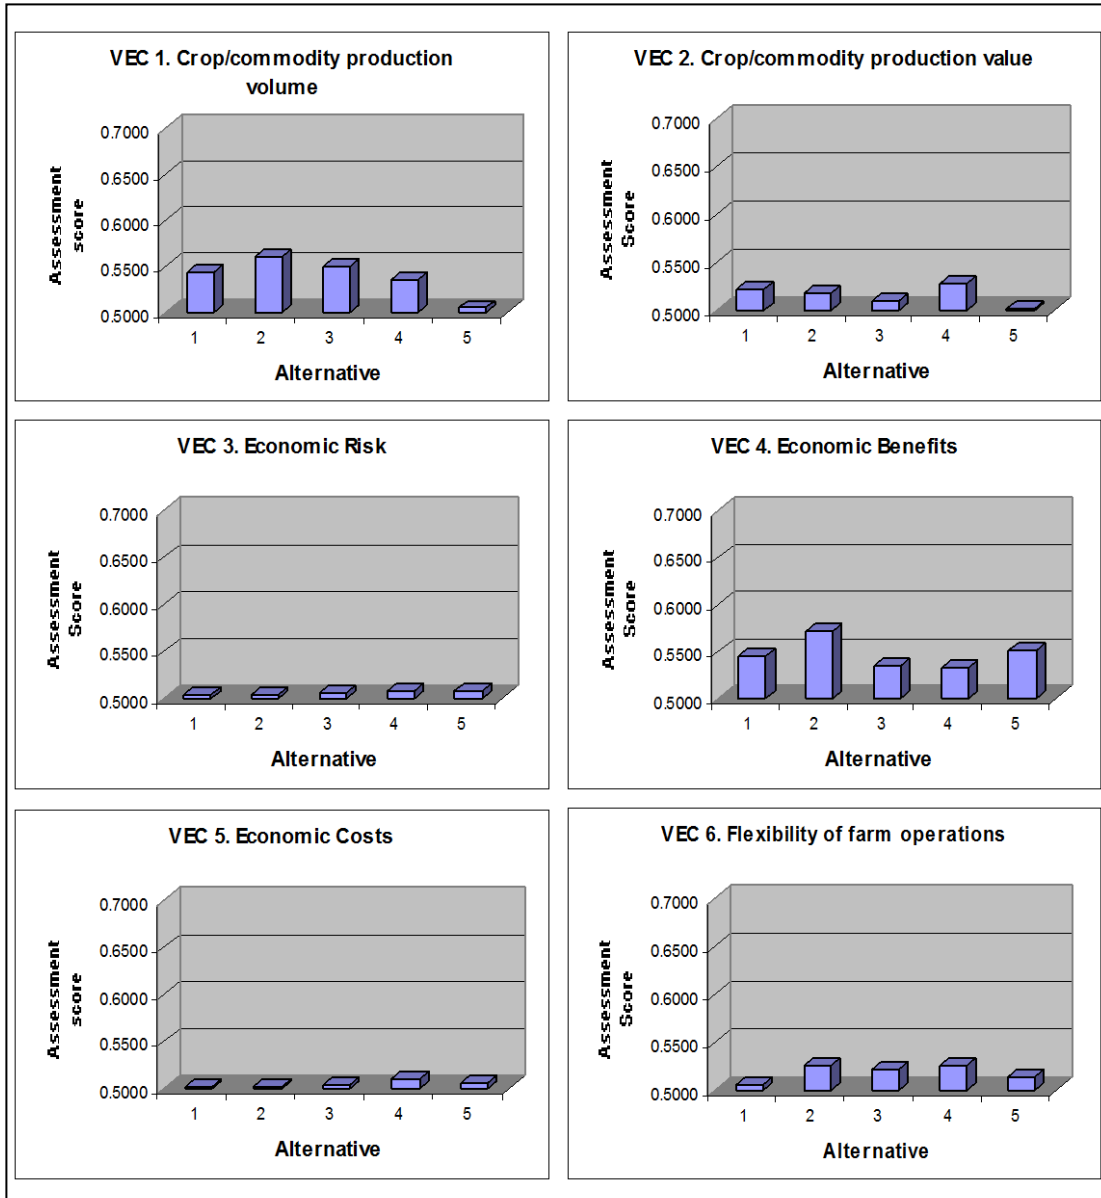 VEC 1. Crop/commodity production
volume
0.7000
0.6500
0.6000
0.5500
0.5000
Assessment
score
1 2 3 4 5
Alternative
VEC 2. Crop/commodity production value
0.7000
0.6500
0.6000
0.5500
0.5000
Assessment
Score
1 2 3 4 5
Alternative
VEC 3. Economic Risk
0.7000
0.6500
0.6000
0.5500
0.5000
Assessment
Score
1 2 3 4 5
Alternative
VEC 4. Economic Benefits
0.7000
0.6500
0.6000
0.5500
0.5000
Assessment
Score
1 2 3 4 5
Alternative
VEC 5. Economic Costs
0.7000
0.6500
0.6000
0.5500
0.5000
Assessment
score
1 2 3 4 5
Alternative
VEC 6. Flexibility of farm operations
0.7000
0.6500
0.6000
0.5500
0.5000
Assessment
Score
1 2 3 4 5
Alternative